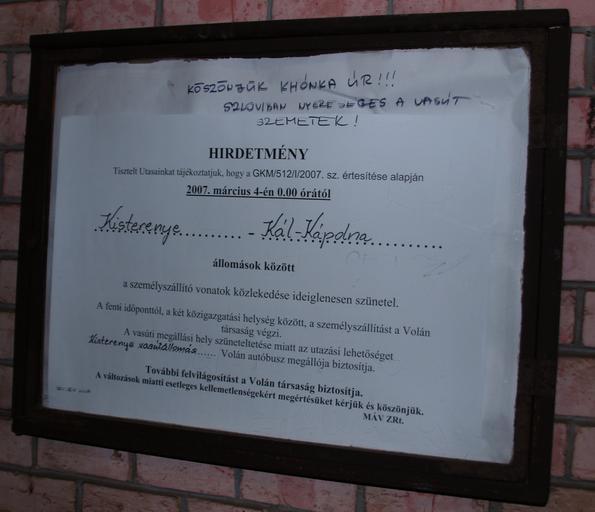 KÖSZÖNJÜK KHÓNKA ÚR!!!
SZLOVIBAN NYERESÉGES A VASÚT
SZEMETEK!
HIRDETMÉNY
Tisztelt Utasainkat tájékoztatjuk, hogy a GKM/512/I/2007. sz. értesítése alapján
2007. március 4-én 0.00 órától
Kisterenye.......... - Kál-Kápolna..........
állomások között
a személyszállító vonatok közlekedése ideiglenesen szünetel.
A fenti időponttól, a két közigazgatási helység között, a személyszállítást a Volán
társaság végzi.
A vasúti megállási hely szüneteltetése miatt az utazási lehetőséget
Kisterenye vasútállomás...... Volán autóbusz megállója biztosítja.
További felvilágosítást a Volán társaság biztosítja.
A változások miatti esetleges kellemetlenségekért megértésüket kérjük és köszönjük.
MÁV ZRt.